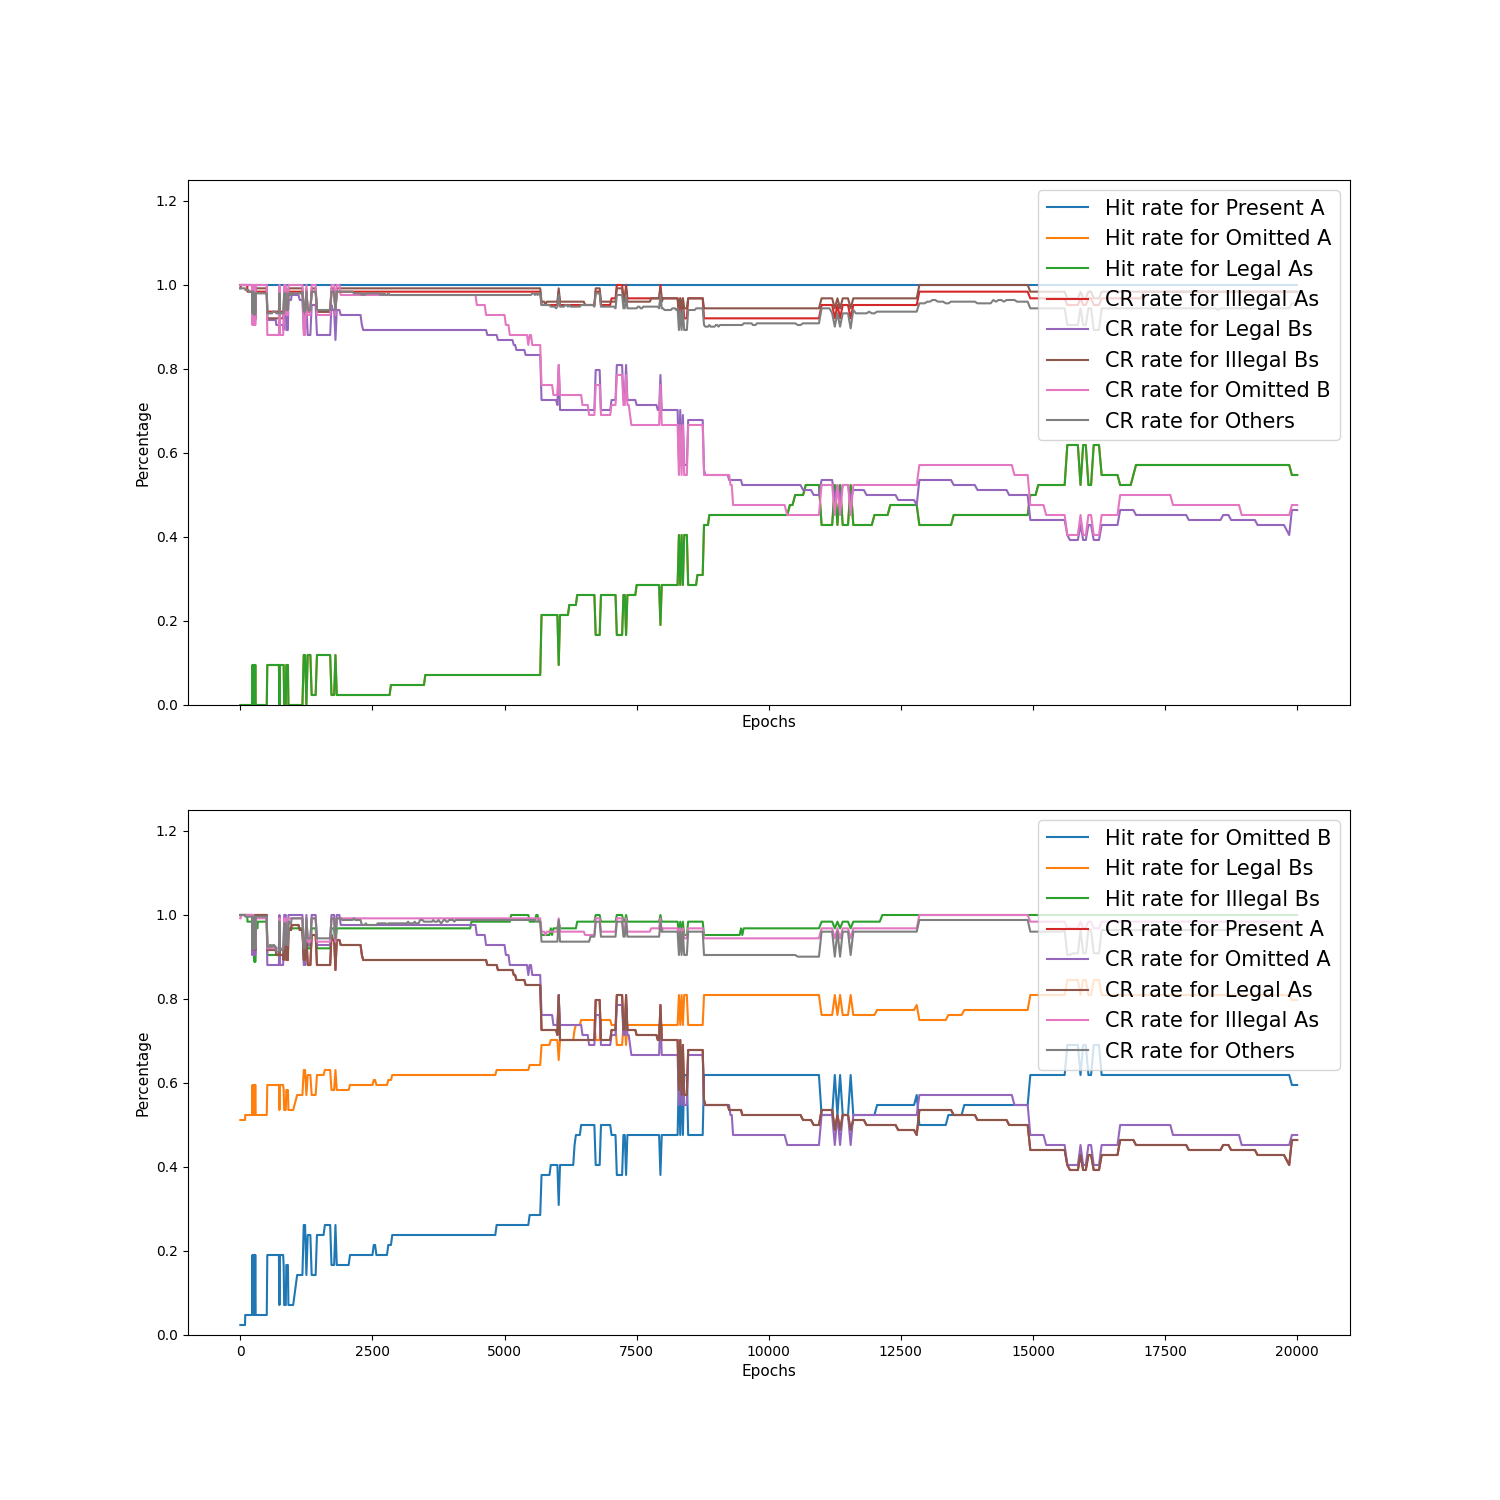 1.2
1.0
0.8
0.6
0.4
0.2
0.0
Percentage
Epochs
Hit rate for Present A
Hit rate for Omitted A
Hit rate for Legal As
CR rate for Illegal As
CR rate for Legal Bs
CR rate for Illegal Bs
CR rate for Omitted B
CR rate for Others
1.2
1.0
0.8
0.6
0.4
0.2
0.0
Percentage
0 2500 5000 7500 10000 12500 15000 17500 20000
Epochs
Hit rate for Omitted B
Hit rate for Legal Bs
Hit rate for Illegal Bs
CR rate for Present A
CR rate for Omitted A
CR rate for Legal As
CR rate for Illegal As
CR rate for Others